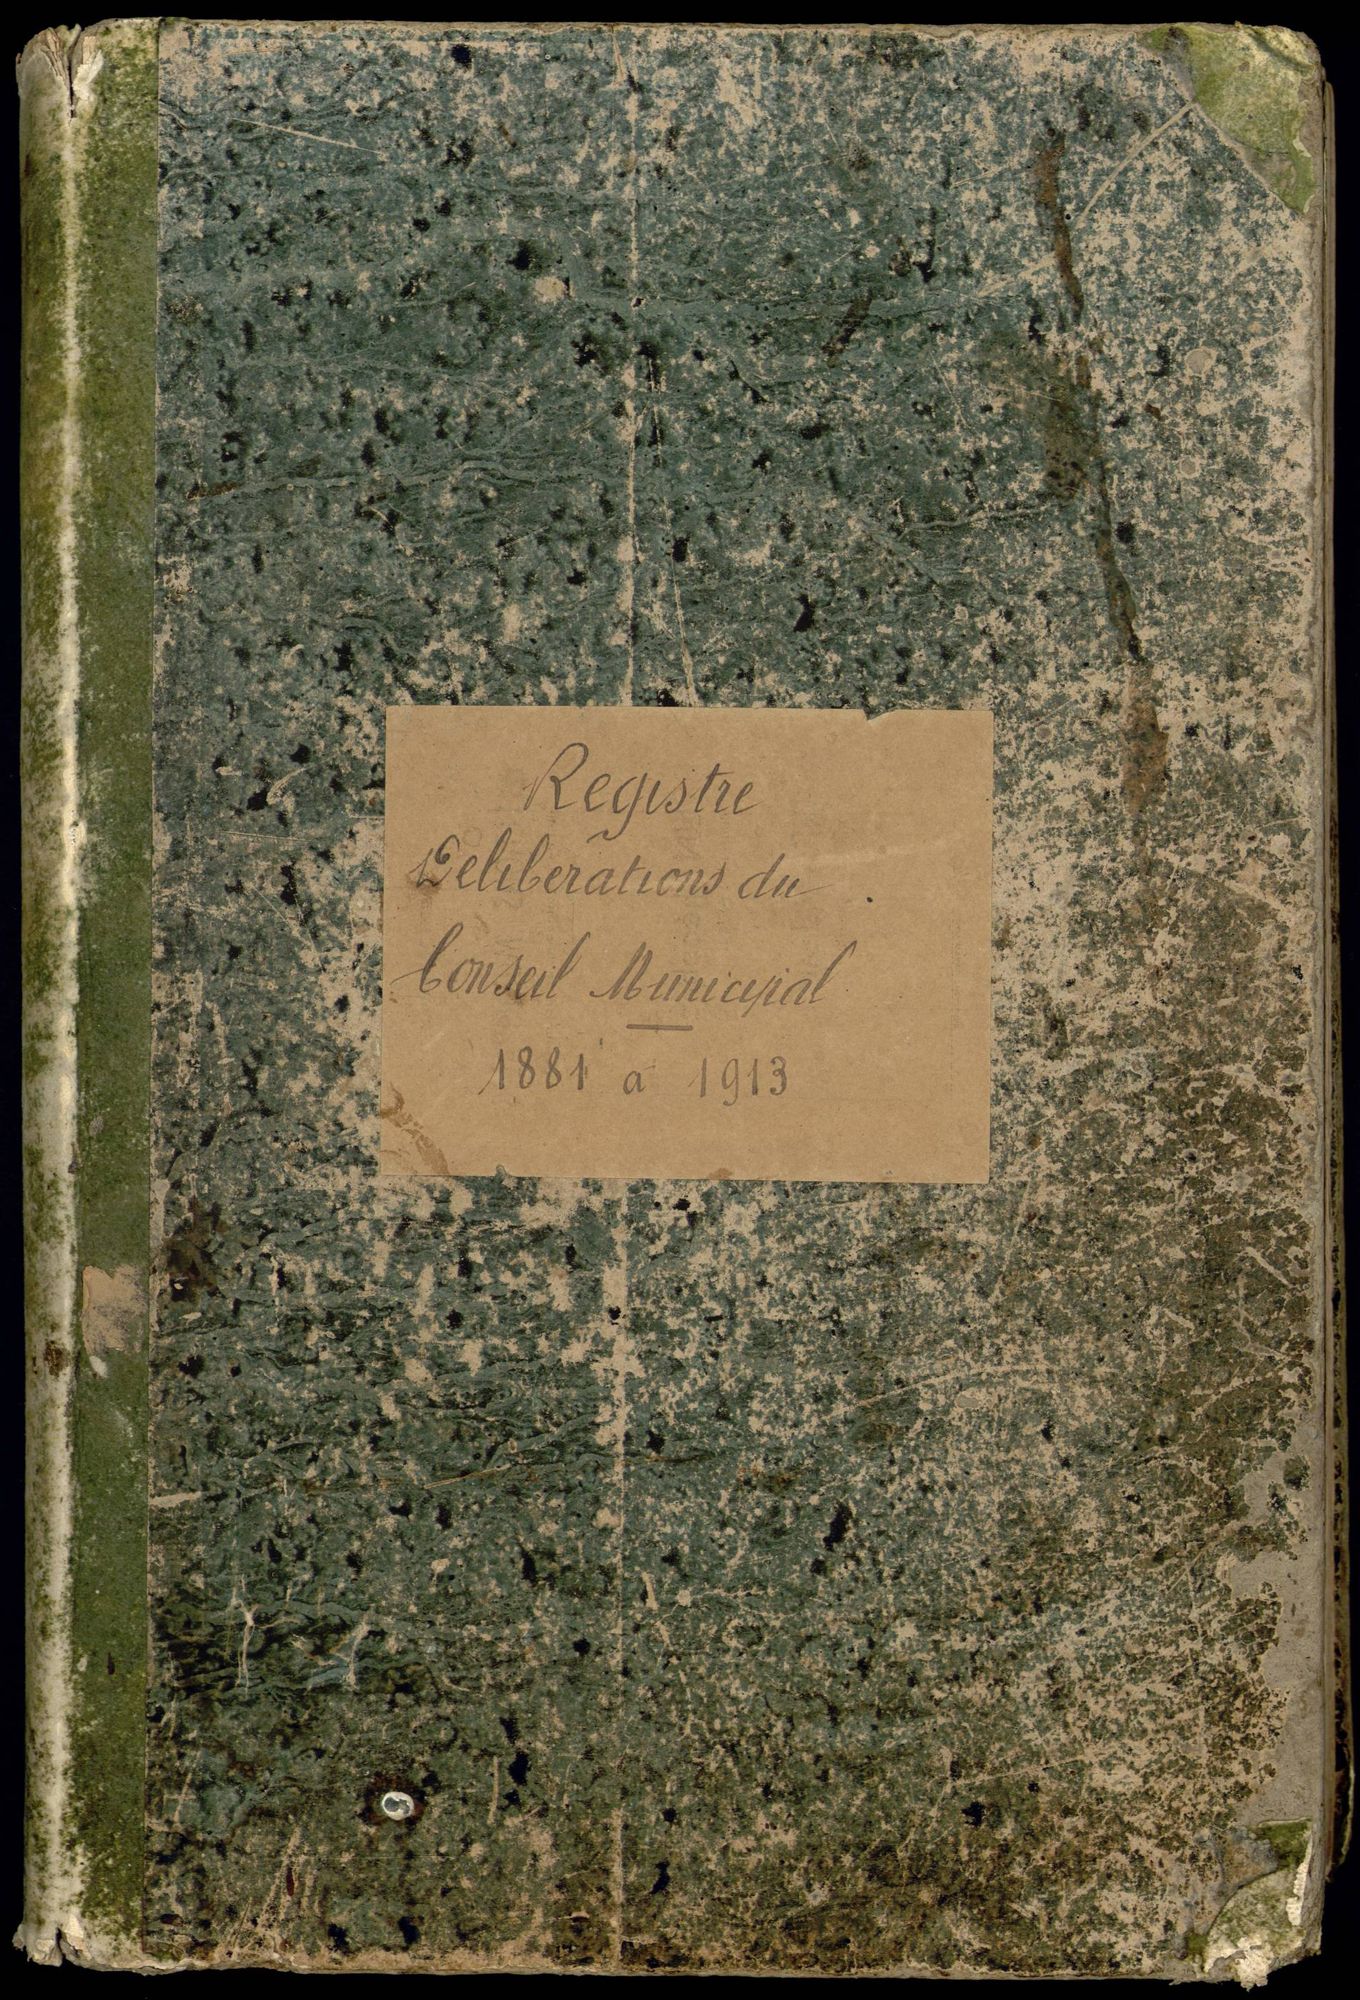 Registre
Délibérations du
Conseil Municipal
1881 à 1913